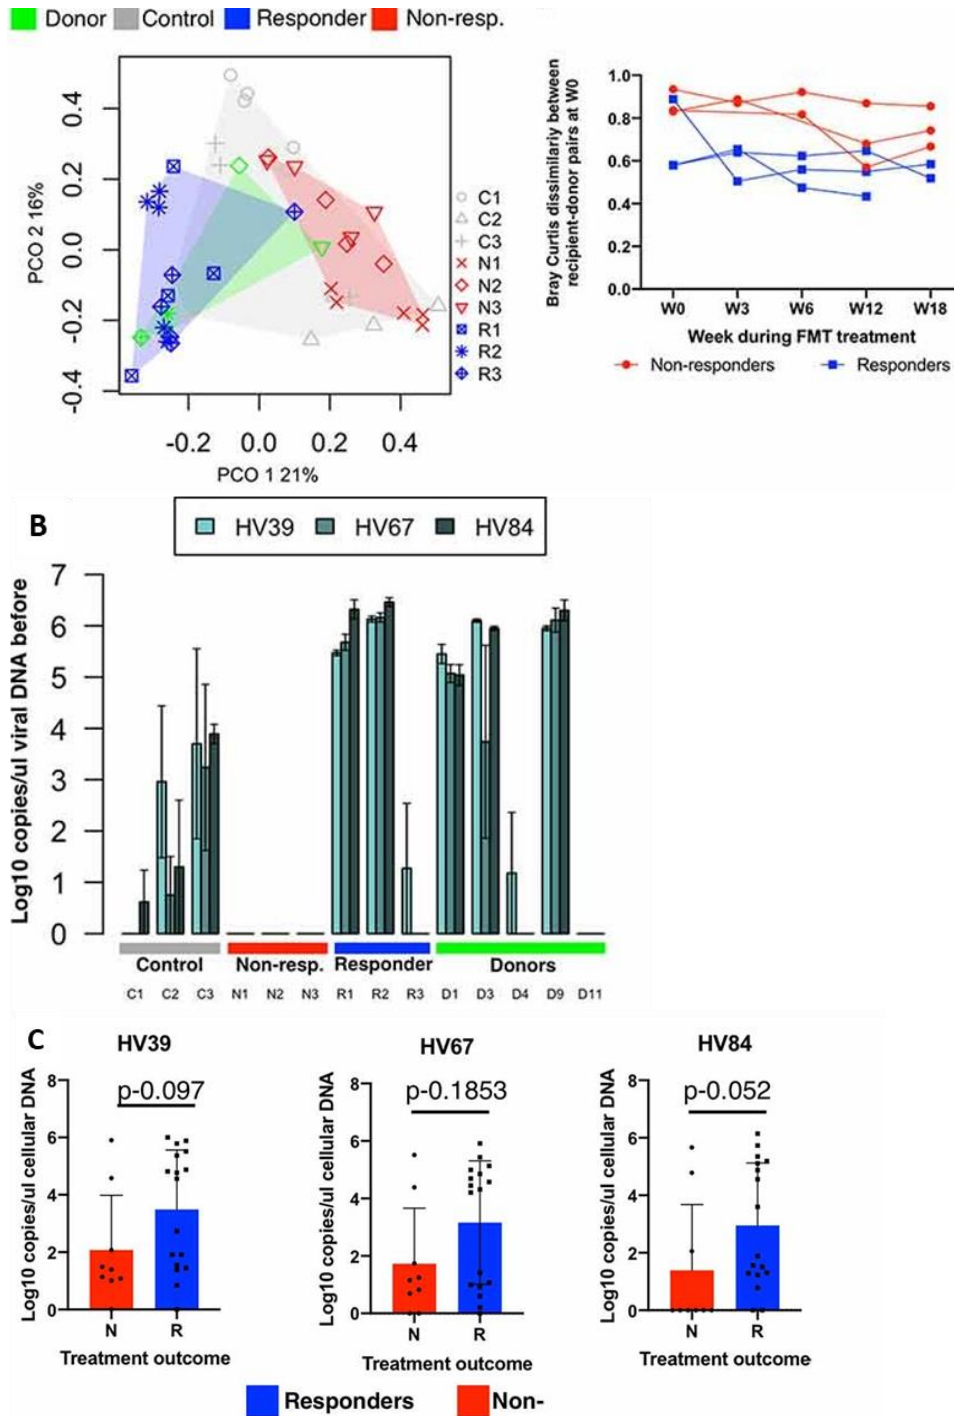 Donor Control Responder Non-resp.
PCO 2 16%
0.4
0.2
0.0
-0.2
-0.4
-0.2 0.0 0.2 0.4
PCO 1 21%
C1
C2
C3
N1
N2
N3
R1
R2
R3
Bray Curtis dissimilarly between
recipient-donor pairs at W0
1.0
0.8
0.6
0.4
0.2
0.0
W0 W3 W6 W12 W18
Week during FMT treatment
Non-responders Responders
B
HV39 HV67 HV84
Log10 copies/ul viral DNA before
7
6
5
4
3
2
1
0
Control Non-resp. Responder Donors
C1 C2 C3 N1 N2 N3 R1 R2 R3 D1 D3 D4 D9 D11
C
HV39
p-0.097
Log10 copies/ul cellular DNA
8
6
4
2
0
N R
Treatment outcome
HV67
p-0.1853
Log10 copies/ul cellular DNA
8
6
4
2
0
N R
Treatment outcome
HV84
p-0.052
Log10 copies/ul cellular DNA
8
6
4
2
0
N R
Treatment outcome
Responders Non-